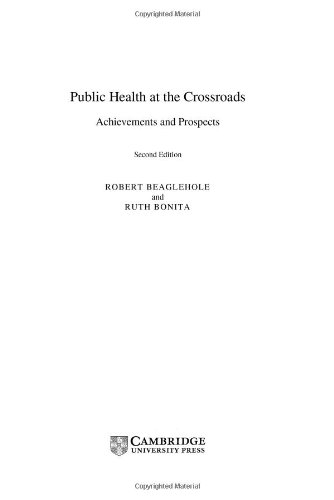 Copyrighted Material
Public Health at the Crossroads
Achievements and Prospects
Second Edition
ROBERT BEAGLEHOLE
and
RUTH BONITA
CAMBRIDGE
UNIVERSITY PRESS
Copyrighted Material